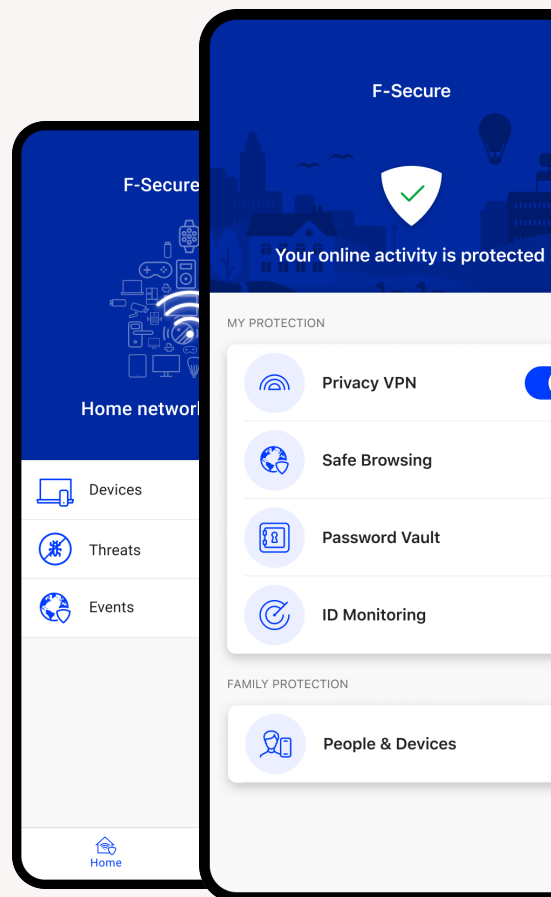 F-Secure
Home networ
Devices
Threats
Events
Home
F-Secure
Your online activity is protected
MY PROTECTION
Privacy VPN
Safe Browsing
Password Vault
ID Monitoring
FAMILY PROTECTION
People & Devices